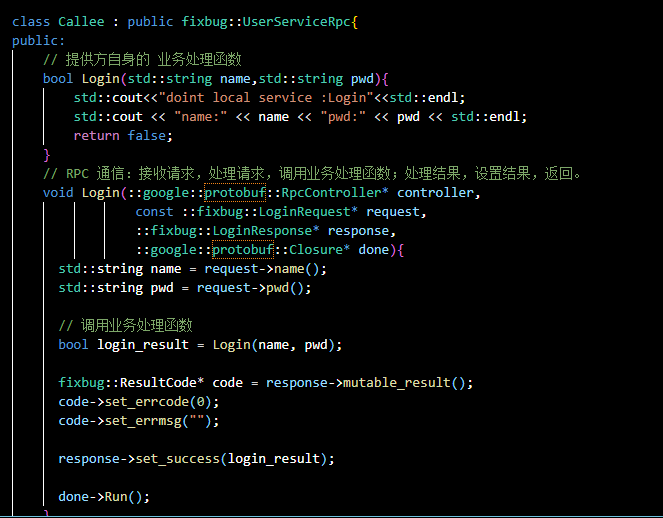 class Callee : public fixbug::UserServiceRpc{
public:
    // 提供方自身的 业务处理函数
    bool Login(std::string name,std::string pwd){
        std::cout<<"doint local service :Login"<<std::endl;
        std::cout << "name:" << name << "pwd:" << pwd << std::endl;
        return false;
    }
    // RPC 通信：接收请求，处理请求，调用业务处理函数；处理结果，设置结果，返回。
    void Login(::google::protobuf::RpcController* controller,
                const ::fixbug::LoginRequest* request,
                ::fixbug::LoginResponse* response,
                ::google::protobuf::Closure* done){
      std::string name = request->name();
      std::string pwd = request->pwd();
      // 调用业务处理函数
      bool login_result = Login(name, pwd);
      fixbug::ResultCode* code = response->mutable_result();
      code->set_errcode(0);
      code->set_errmsg("");
      response->set_success(login_result);
      done->Run();
    }